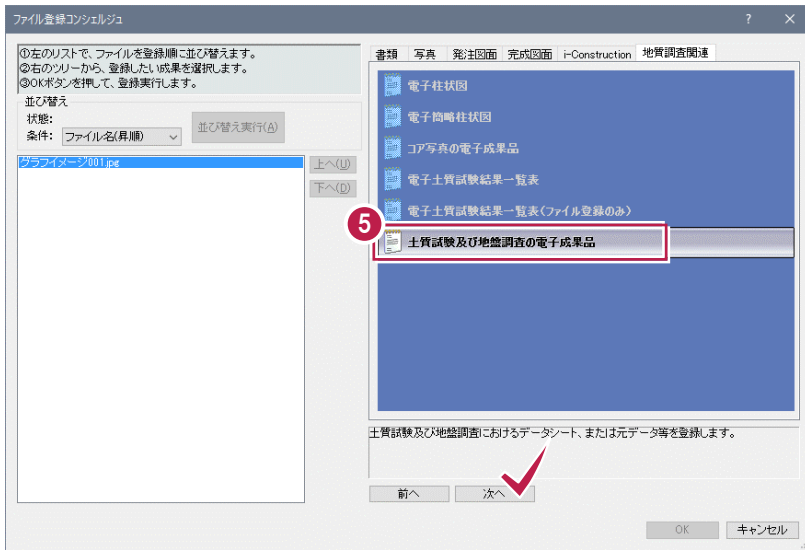 ファイル登録コンシェルジュ
? ×
①左のリストで、ファイルを登録順に並び替えます。
②右のツリーから、登録したい成果を選択します。
③OKボタンを押して、登録実行します。
並び替え
状態:
条件: ファイル名(昇順)
並び替え実行(A)
グラフイメージ001.jpg
上へ(U)
下へ(D)
書類 写真 発注図面 完成図面 i-Construction 地質調査関連
電子柱状図
電子簡略柱状図
コア写真の電子成果品
電子土質試験結果一覧表
電子土質試験結果一覧表(ファイル登録のみ)
5
土質試験及び地盤調査の電子成果品
土質試験及び地盤調査におけるデータシート、または元データ等を登録します。
前へ 次へ
OK キャンセル